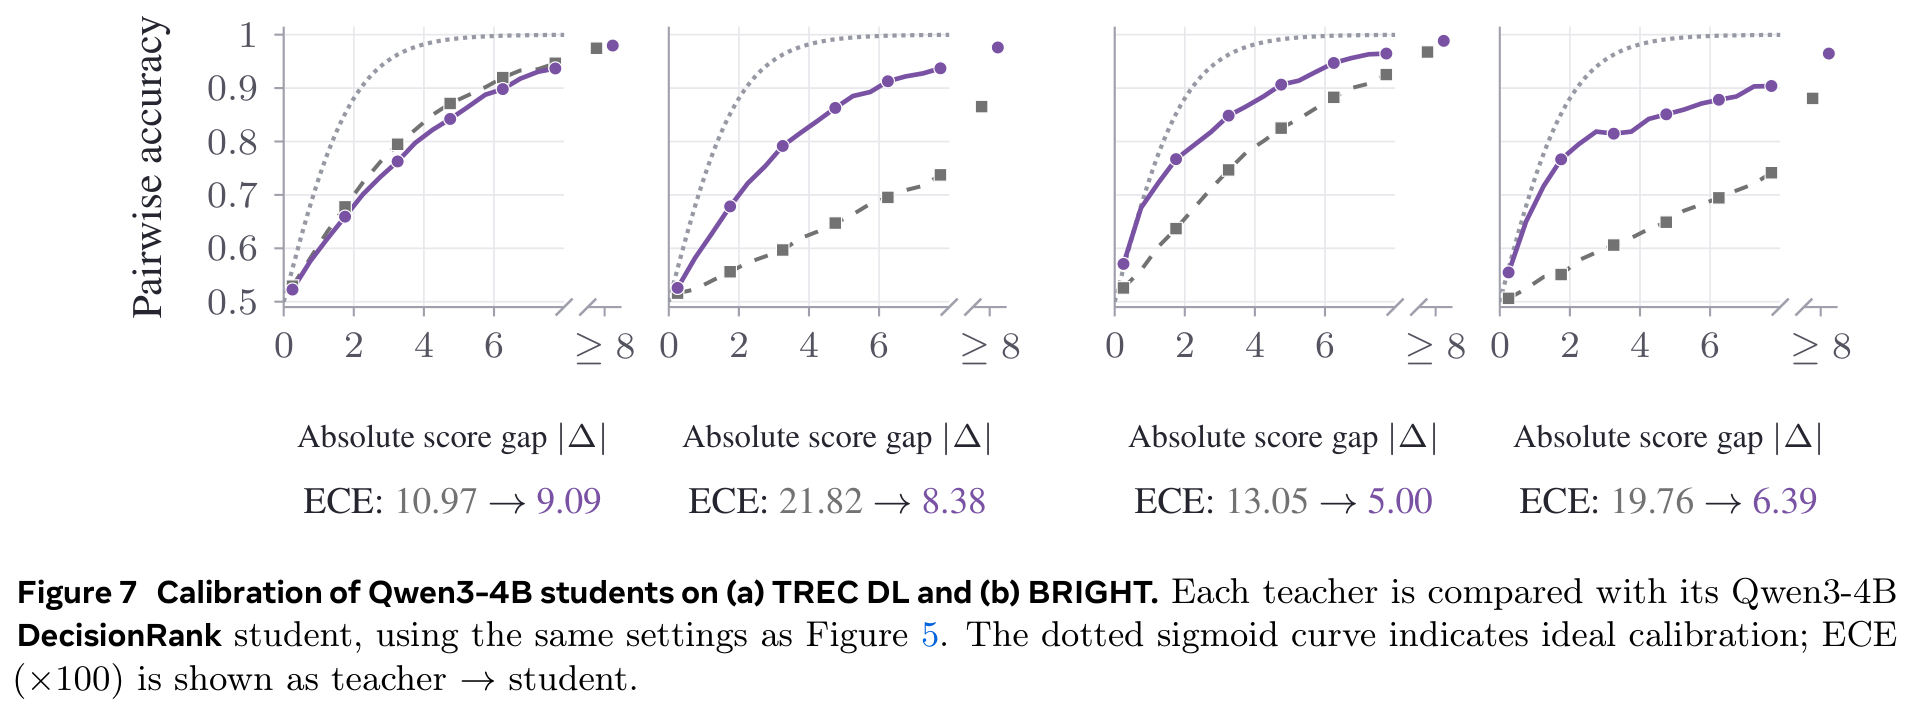 Pairwise accuracy
1
0.9
0.8
0.7
0.6
0.5
0 2 4 6 ≥ 8
0 2 4 6 ≥ 8
0 2 4 6 ≥ 8
0 2 4 6 ≥ 8
Absolute score gap |Δ|
Absolute score gap |Δ|
Absolute score gap |Δ|
Absolute score gap |Δ|
ECE: 10.97 → 9.09
ECE: 21.82 → 8.38
ECE: 13.05 → 5.00
ECE: 19.76 → 6.39
Figure 7 Calibration of Qwen3-4B students on (a) TREC DL and (b) BRIGHT. Each teacher is compared with its Qwen3-4B
DecisionRank student, using the same settings as Figure 5. The dotted sigmoid curve indicates ideal calibration; ECE
(×100) is shown as teacher → student.